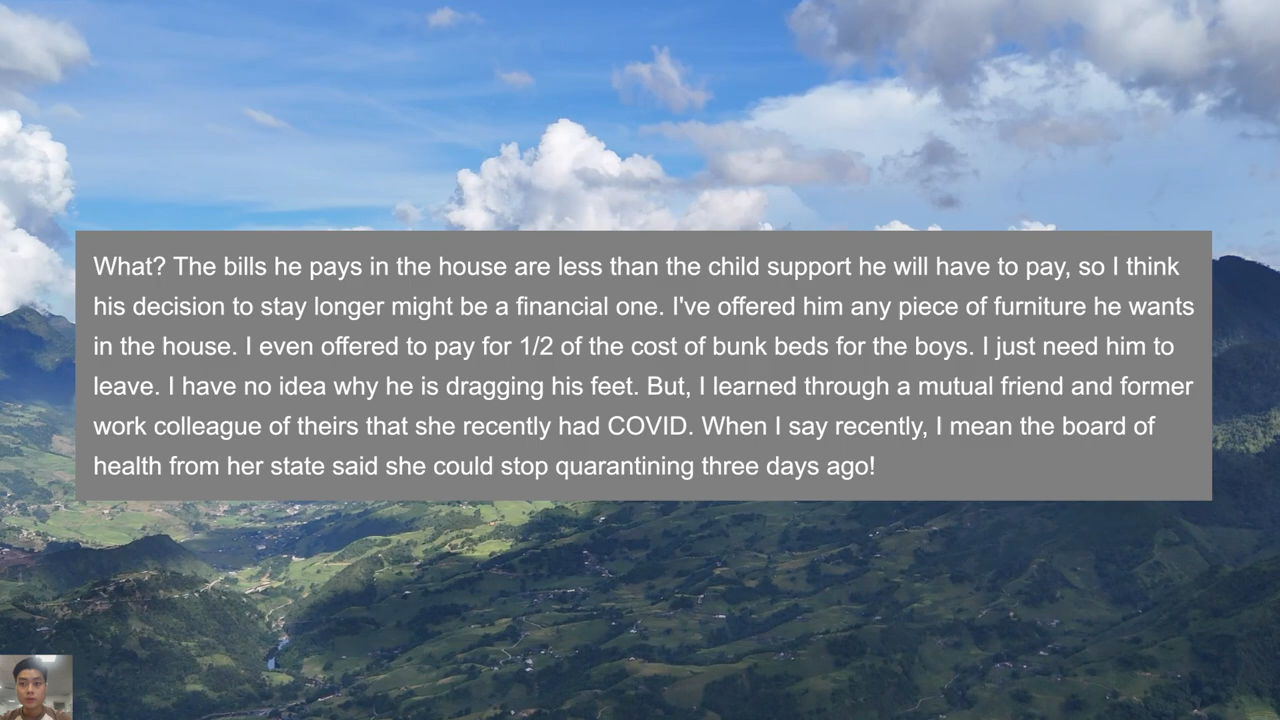 What? The bills he pays in the house are less than the child support he will have to pay, so I think
his decision to stay longer might be a financial one. I've offered him any piece of furniture he wants
in the house. I even offered to pay for 1/2 of the cost of bunk beds for the boys. I just need him to
leave. I have no idea why he is dragging his feet. But, I learned through a mutual friend and former
work colleague of theirs that she recently had COVID. When I say recently, I mean the board of
health from her state said she could stop quarantining three days ago!